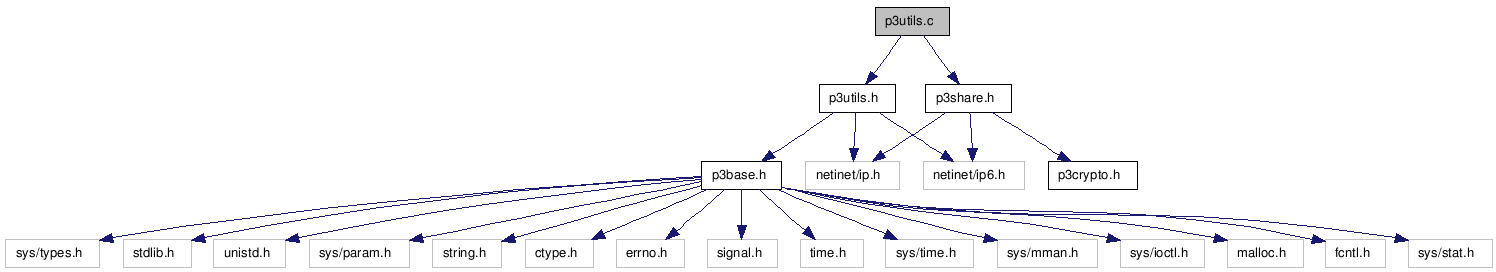 p3utils.c
p3utils.h
p3share.h
p3base.h
netinet/ip.h
netinet/ip6.h
p3crypto.h
sys/types.h
stdlib.h
unistd.h
sys/param.h
string.h
ctype.h
errno.h
signal.h
time.h
sys/time.h
sys/mman.h
sys/ioctl.h
malloc.h
fcntl.h
sys/stat.h